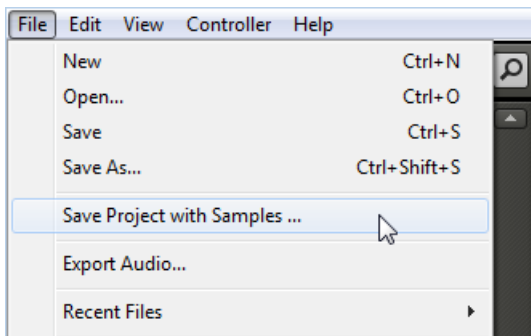 File Edit View Controller Help
New Ctrl+N
Open... Ctrl+O
Save Ctrl+S
Save As... Ctrl+Shift+S
Save Project with Samples ...
Export Audio...
Recent Files